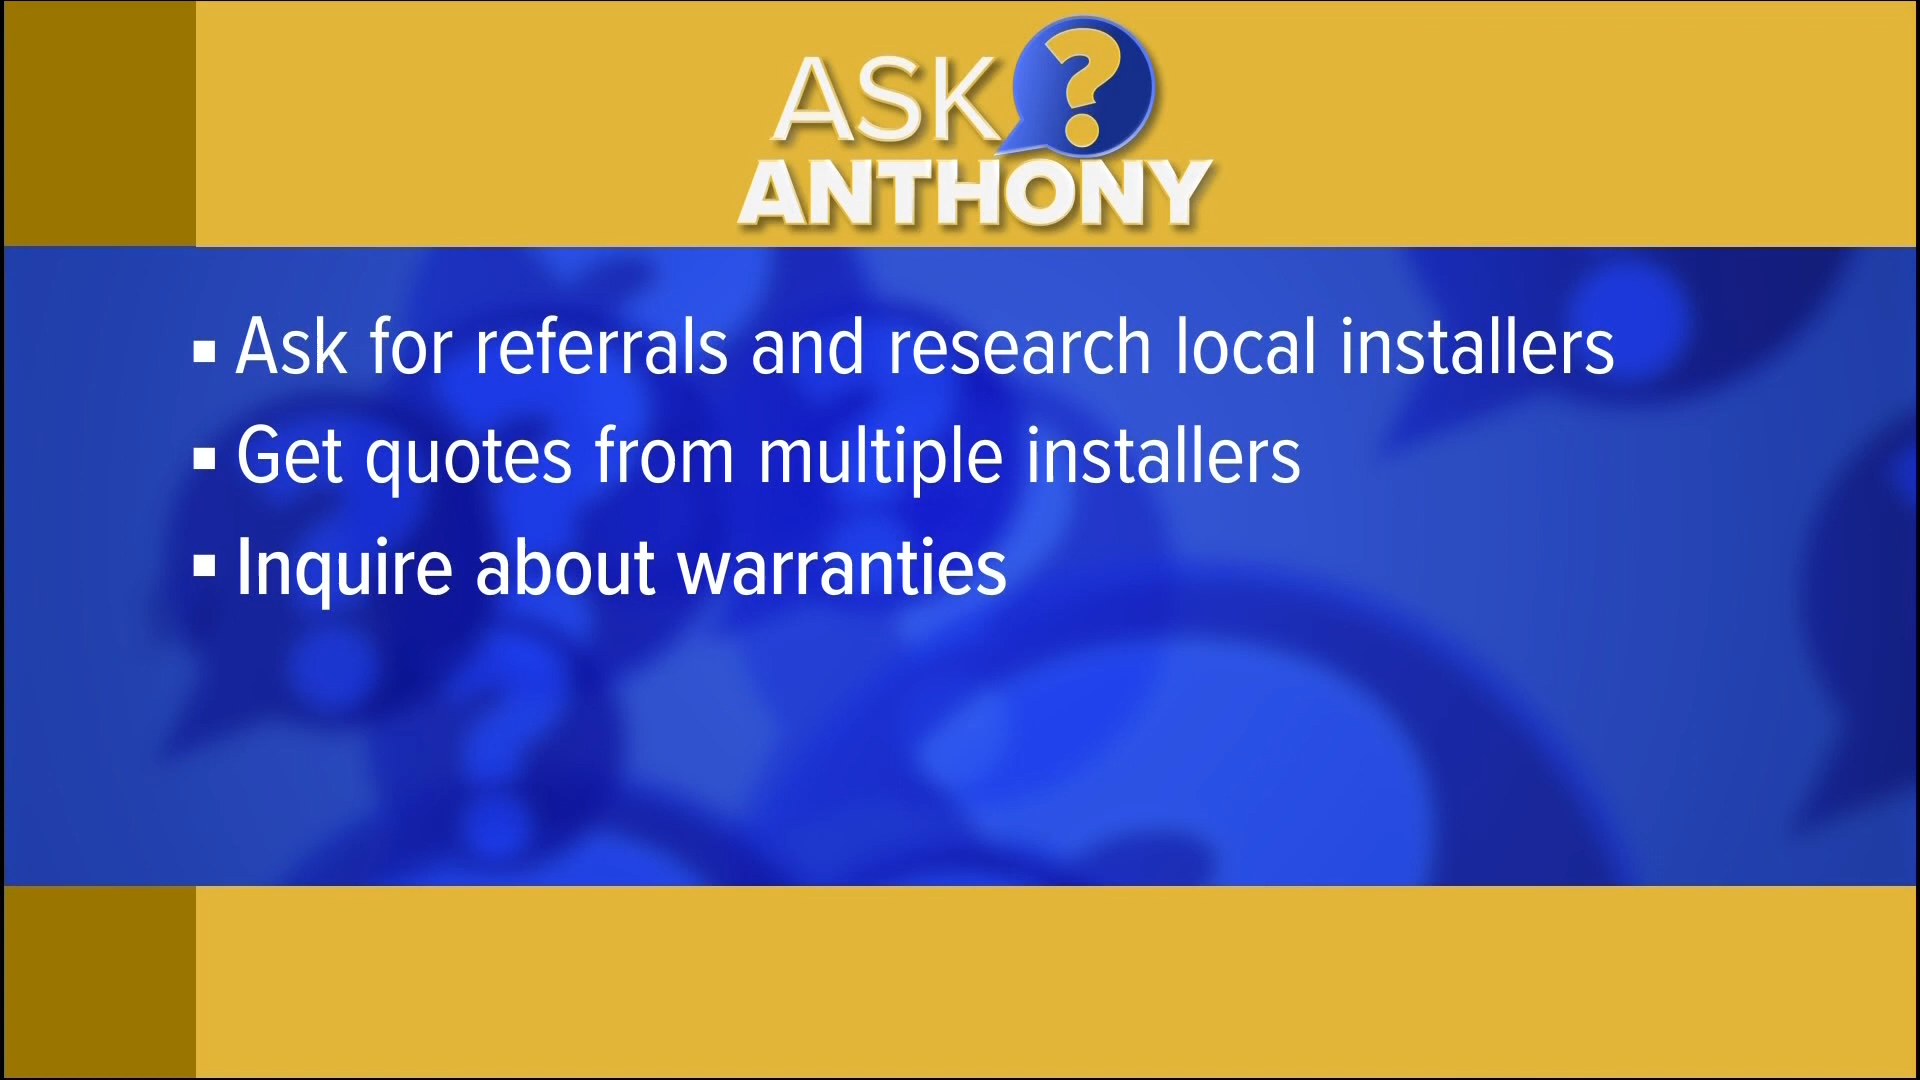 ASK ?
ANTHONY
▪ Ask for referrals and research local installers
▪ Get quotes from multiple installers
▪ Inquire about warranties